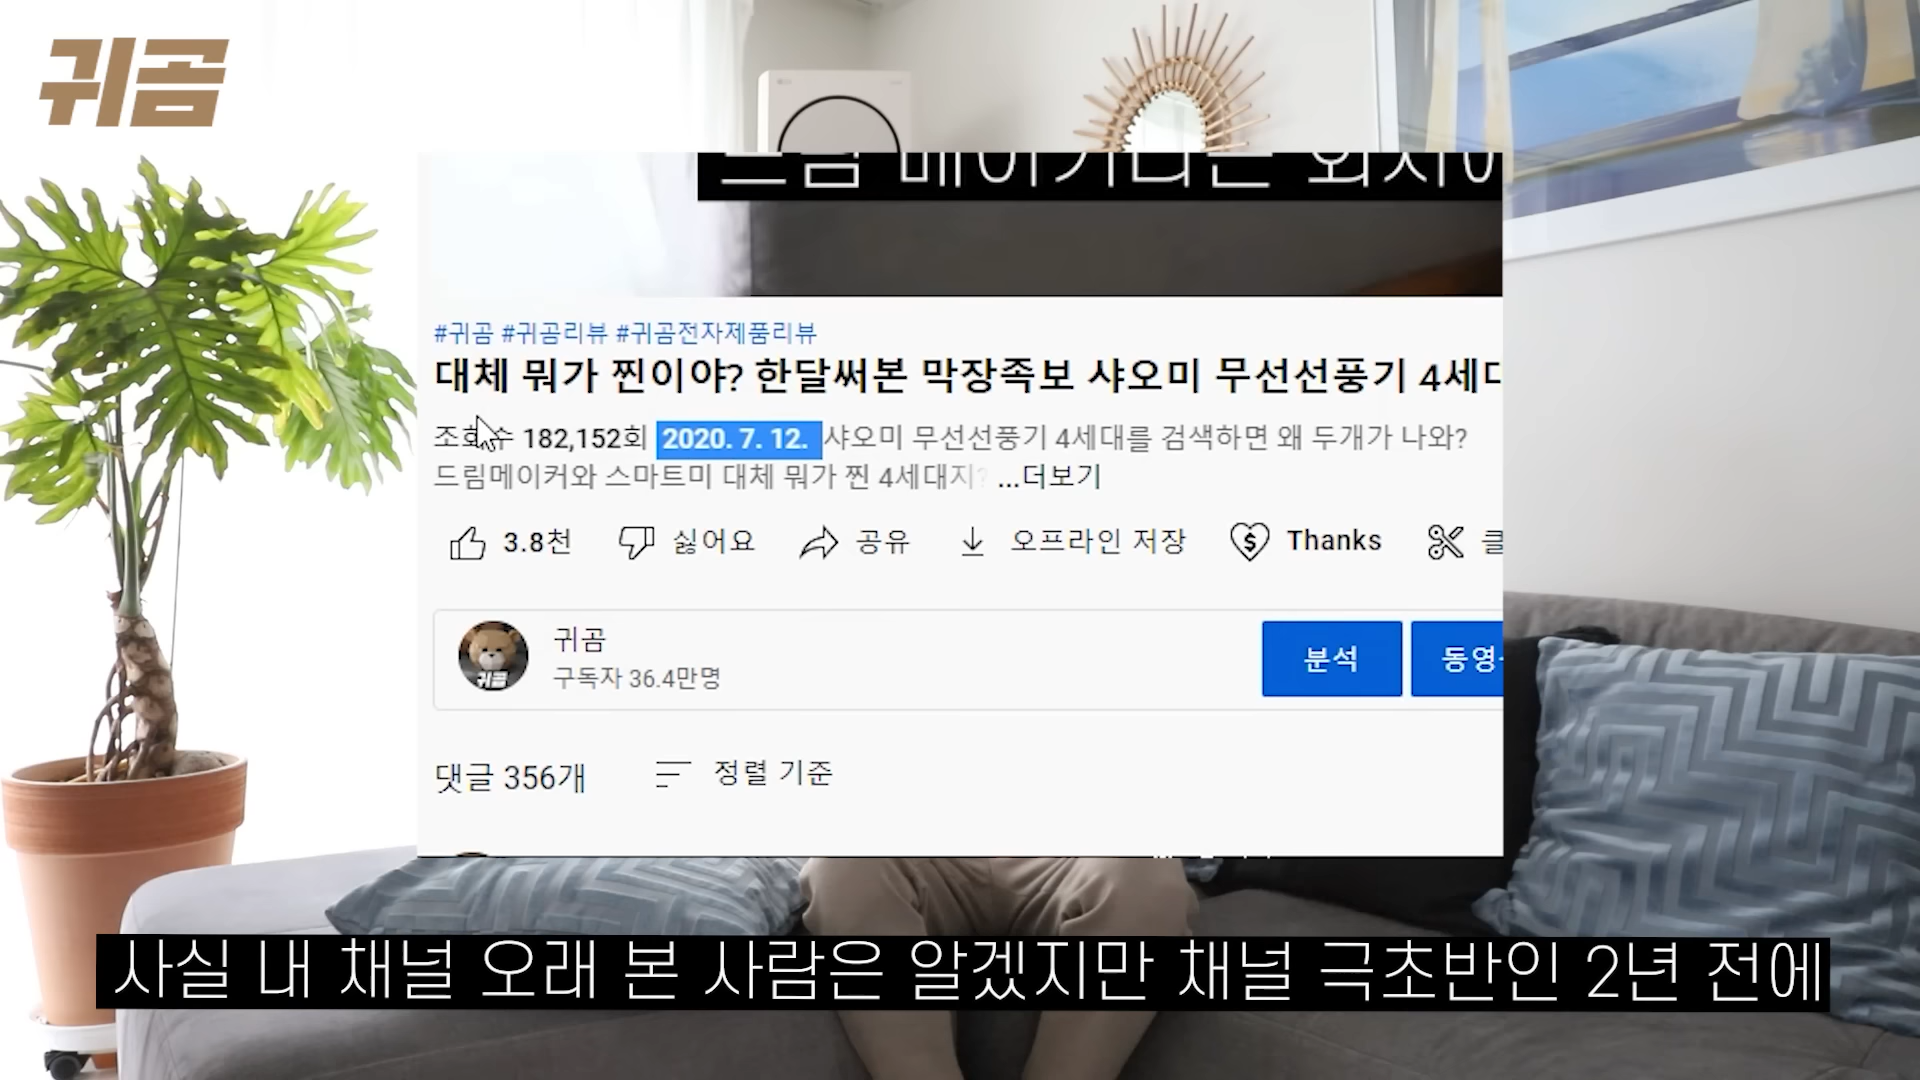 귀곰
#귀곰 #귀곰리뷰 #귀곰전자제품리뷰
대체 뭐가 찐이야? 한달써본 막장족보 샤오미 무선선풍기 4세대
조회수 182,152회 2020. 7. 12. 샤오미 무선선풍기 4세대를 검색하면 왜 두개가 나와?
드림메이커와 스마트미 대체 뭐가 찐 4세대지? ...더보기
3.8천 싫어요 공유 오프라인 저장 Thanks
귀곰
귀곰
구독자 36.4만명
분석
댓글 356개 정렬 기준
사실 내 채널 오래 본 사람은 알겠지만 채널 극초반인 2년 전에